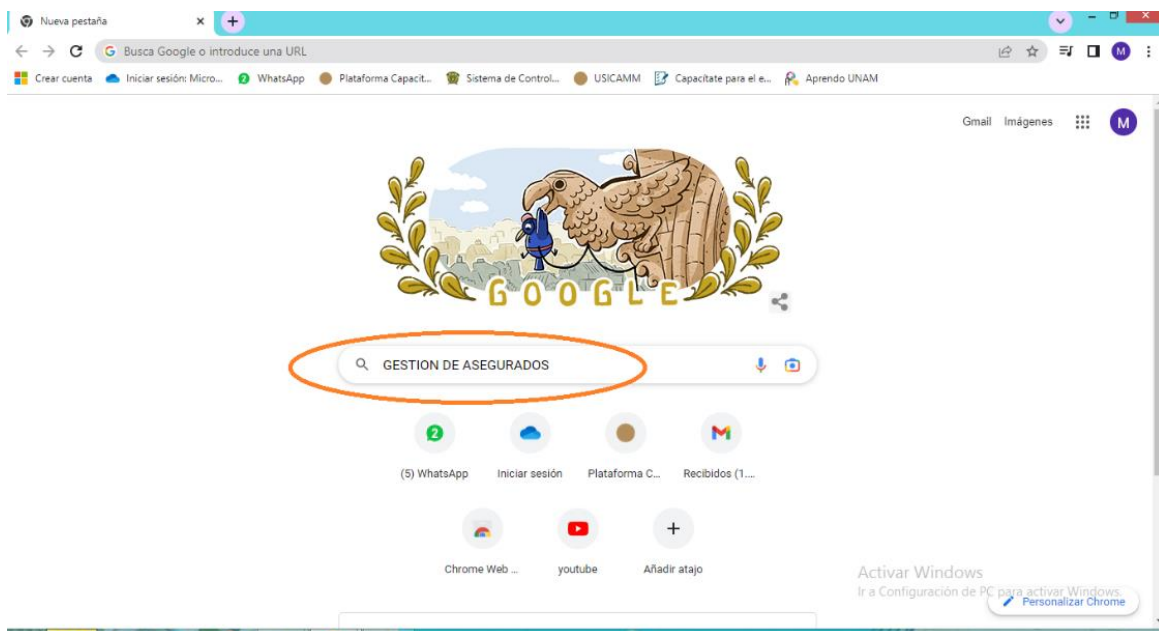 Nueva pestaña
Busca Google o introduce una URL
Crear cuenta Iniciar sesión: Micro... WhatsApp Plataforma Capacit... Sistema de Control... USICAMM Capacítate para el e... Aprendo UNAM
Gmail Imágenes M
GOOGLE
GESTION DE ASEGURADOS
(5) WhatsApp Iniciar sesión Plataforma C... Recibidos (1....
Chrome Web ... youtube Añadir atajo
Activar Windows
Ir a Configuración de PC para activar Windows.
Personalizar Chrome